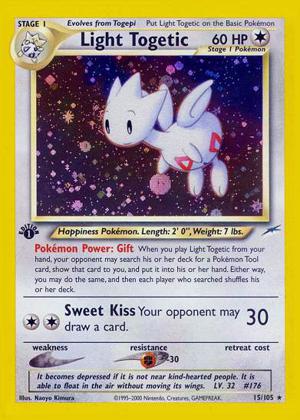 STAGE 1 Evolves from Togepi Put Light Togetic on the Basic Pokémon
Light Togetic 60 HP
Stage 1 Pokémon
Happiness Pokémon. Length: 2' 0", Weight: 7 lbs.
EDITION 1
Pokémon Power: Gift When you play Light Togetic from your
hand, your opponent may search his or her deck for a Pokémon Tool
card, show that card to you, and put it into his or her hand. Either way,
you may do the same, and then each player who searched shuffles his
or her deck.
Sweet Kiss Your opponent may 30
draw a card.
weakness resistance retreat cost
30
It becomes depressed if it is not near kind-hearted people. It is
able to float in the air without moving its wings. LV. 32 #176
Illus. Naoyo Kimura ©1995-2000 Nintendo, Creatures, GAMEFREAK. 15/105 ★